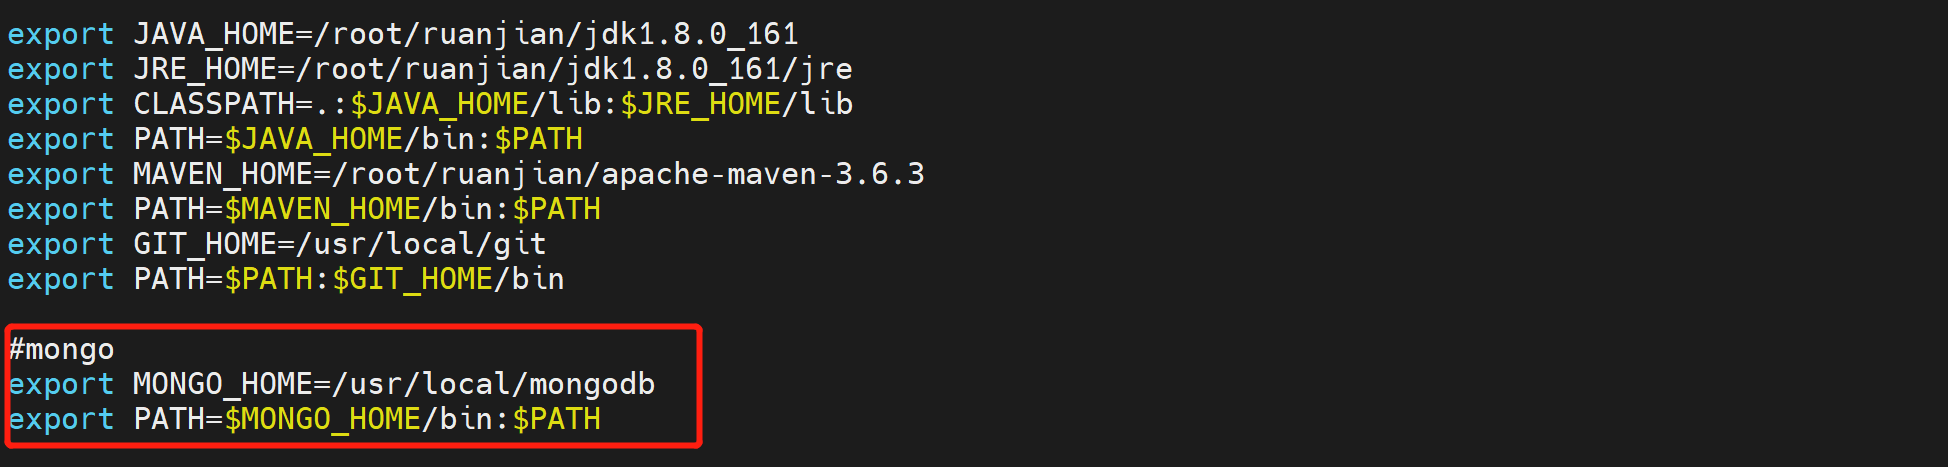 export JAVA_HOME=/root/ruanjian/jdk1.8.0_161
export JRE_HOME=/root/ruanjian/jdk1.8.0_161/jre
export CLASSPATH=.:$JAVA_HOME/lib:$JRE_HOME/lib
export PATH=$JAVA_HOME/bin:$PATH
export MAVEN_HOME=/root/ruanjian/apache-maven-3.6.3
export PATH=$MAVEN_HOME/bin:$PATH
export GIT_HOME=/usr/local/git
export PATH=$PATH:$GIT_HOME/bin
#mongo
export MONGO_HOME=/usr/local/mongodb
export PATH=$MONGO_HOME/bin:$PATH